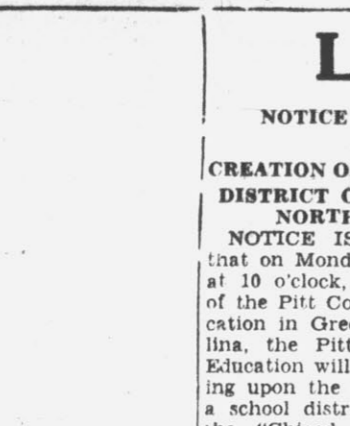 L
NOTICE
CREATION O
DISTRICT
NORTH
NOTICE IS
that on Mond
at 10 o'clock,
of the Pitt Co
cation in Gree
lina, the Pitt
Education will
ing upon the
a school distr